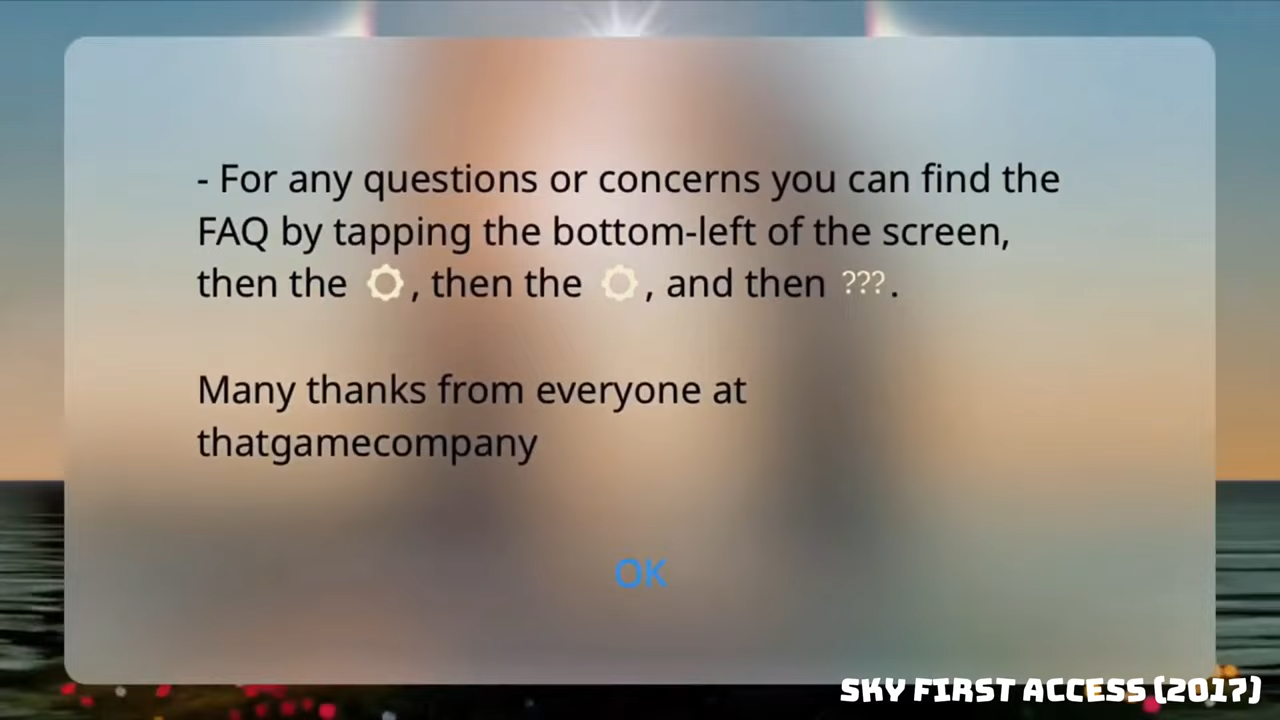 - For any questions or concerns you can find the
FAQ by tapping the bottom-left of the screen,
then the , then the , and then ???.
Many thanks from everyone at
thatgamecompany
OK
SKY FIRST ACCESS (2017)